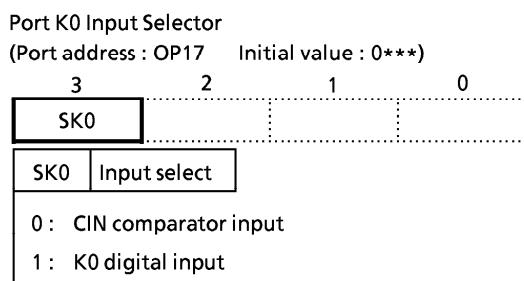 Port K0 Input Selector
(Port address : OP17 Initial value : 0***)
3 2 1 0
SK0
SK0 Input select
0 : CIN comparator input
1 : K0 digital input